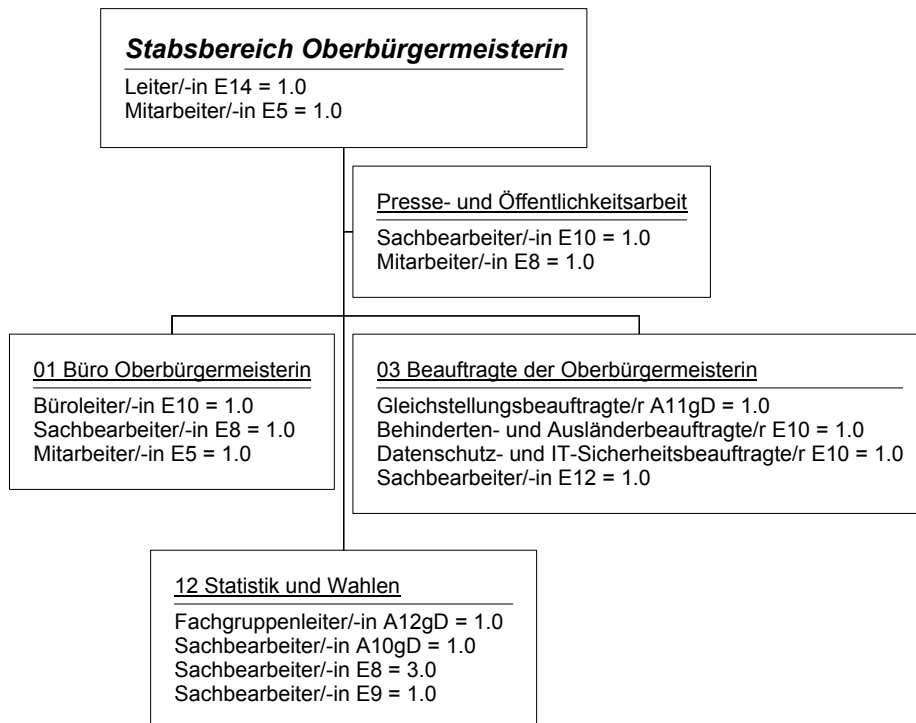 Stabsbereich Oberbürgermeisterin
Leiter/-in E14 = 1.0
Mitarbeiter/-in E5 = 1.0
Presse- und Öffentlichkeitsarbeit
Sachbearbeiter/-in E10 = 1.0
Mitarbeiter/-in E8 = 1.0
01 Büro Oberbürgermeisterin
Büroleiter/-in E10 = 1.0
Sachbearbeiter/-in E8 = 1.0
Mitarbeiter/-in E5 = 1.0
03 Beauftragte der Oberbürgermeisterin
Gleichstellungsbeauftragte/r A11gD = 1.0
Behinderten- und Ausländerbeauftragte/r E10 = 1.0
Datenschutz- und IT-Sicherheitsbeauftragte/r E10 = 1.0
Sachbearbeiter/-in E12 = 1.0
12 Statistik und Wahlen
Fachgruppenleiter/-in A12gD = 1.0
Sachbearbeiter/-in A10gD = 1.0
Sachbearbeiter/-in E8 = 3.0
Sachbearbeiter/-in E9 = 1.0